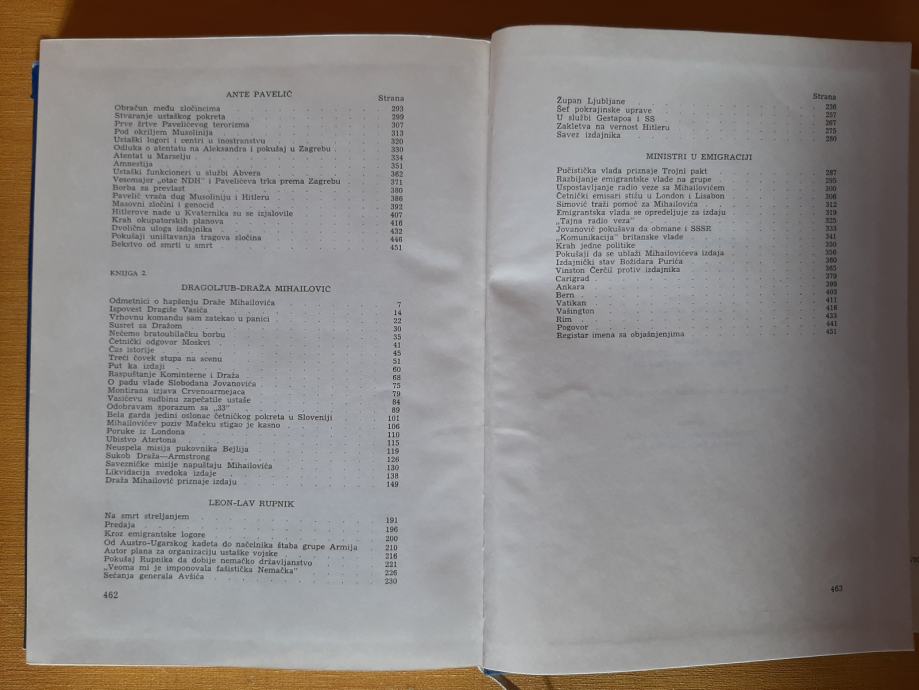 ANTE PAVELIĆ
Strana
Obračun među zločincima 293
Stvaranje ustaškog pokreta 299
Prve žrtve Pavelićevog terorizma 307
Pod okriljem Musolinija 313
Ustaški logori i centri u inostranstvu 320
Odluka o atentatu na Aleksandra i pokušaj u Zagrebu 330
Atentat u Marselju 334
Amnestija 351
Ustaški funkcioneri u službi Abvera 362
Vesemajer „otac NDH" i Pavelićeva trka prema Zagrebu 371
Borba za prevlast 380
Pavelić vraća dug Musoliniju i Hitleru 386
Masovni zločini i genocid 392
Hitlerove nade u Kvaternika su se izjalovile 407
Krah okupatorskih planova 416
Dvolična uloga izdajnika 432
Pokušaji uništavanja tragova zločina 446
Bekstvo od smrti u smrt 451
KNJIGA 2.
DRAGOLJUB-DRAŽA MIHAILOVIĆ
Odmetnici o hapšenju Draže Mihailovića 7
Ispovest Dragiše Vasića 14
Vrhovnu komandu sam zatekao u panici 22
Susret sa Dražom 30
Nećemo bratoubilačku borbu 35
Četnički odgovor Moskvi 41
Čas istorije 45
Treći čovek stupa na scenu 51
Put ka izdaji 60
Raspuštanje Kominterne i Draža 68
O padu vlade Slobodana Jovanovića 75
Montirana izjava Crvenoarmejaca 79
Vasićevu sudbinu zapečatile ustaše 84
Odobravam sporazum sa „33" 89
Bela garda jedini oslonac četničkog pokreta u Sloveniji 101
Mihailovićev poziv Mačeku stigao je kasno 106
Poruke iz Londona 110
Ubistvo Atertona 115
Neuspela misija pukovnika Bejlija 119
Sukob Draža—Armstrong 126
Savezničke misije napuštaju Mihailovića 130
Likvidacija svedoka izdaje 138
Draža Mihailović priznaje izdaju 149
LEON-LAV RUPNIK
Na smrt streljanjem 191
Predaja 196
Kroz emigrantske logore 200
Od Austro-Ugarskog kadeta do načelnika štaba grupe Armija 210
Autor plana za organizaciju ustaške vojske 216
Pokušaj Rupnika da dobije nemačko državljanstvo 221
„Veoma mi je imponovala fašistička Nemačka" 226
Sećanja generala Avšića 230
462
Strana
Župan Ljubljane 236
Šef pokrajinske uprave 257
U službi Gestapoa i SS 267
Zakletva na vernost Hitleru 275
Savez izdajnika 280
MINISTRI U EMIGRACIJI
Pučistička vlada priznaje Trojni pakt 287
Razbijanje emigrantske vlade na grupe 295
Uspostavljanje radio veze sa Mihailovićem 300
Četnički emisari stižu u London i Lisabon 306
Simović traži pomoć za Mihailovića 312
Emigrantska vlada se opredeljuje za izdaju 319
„Tajna radio veza" 325
Jovanović pokušava da obmane i SSSR 333
„Komunikacija" britanske vlade 341
Krah jedne politike 350
Pokušaji da se ublaži Mihailovićeva izdaja 356
Izdajnički stav Božidara Purića 360
Vinston Čerčil protiv izdajnika 365
Carigrad 379
Ankara 399
Bern 403
Vatikan 411
Vašington 416
Rim 433
Pogovor 441
Registar imena sa objašnjenjima 451
463